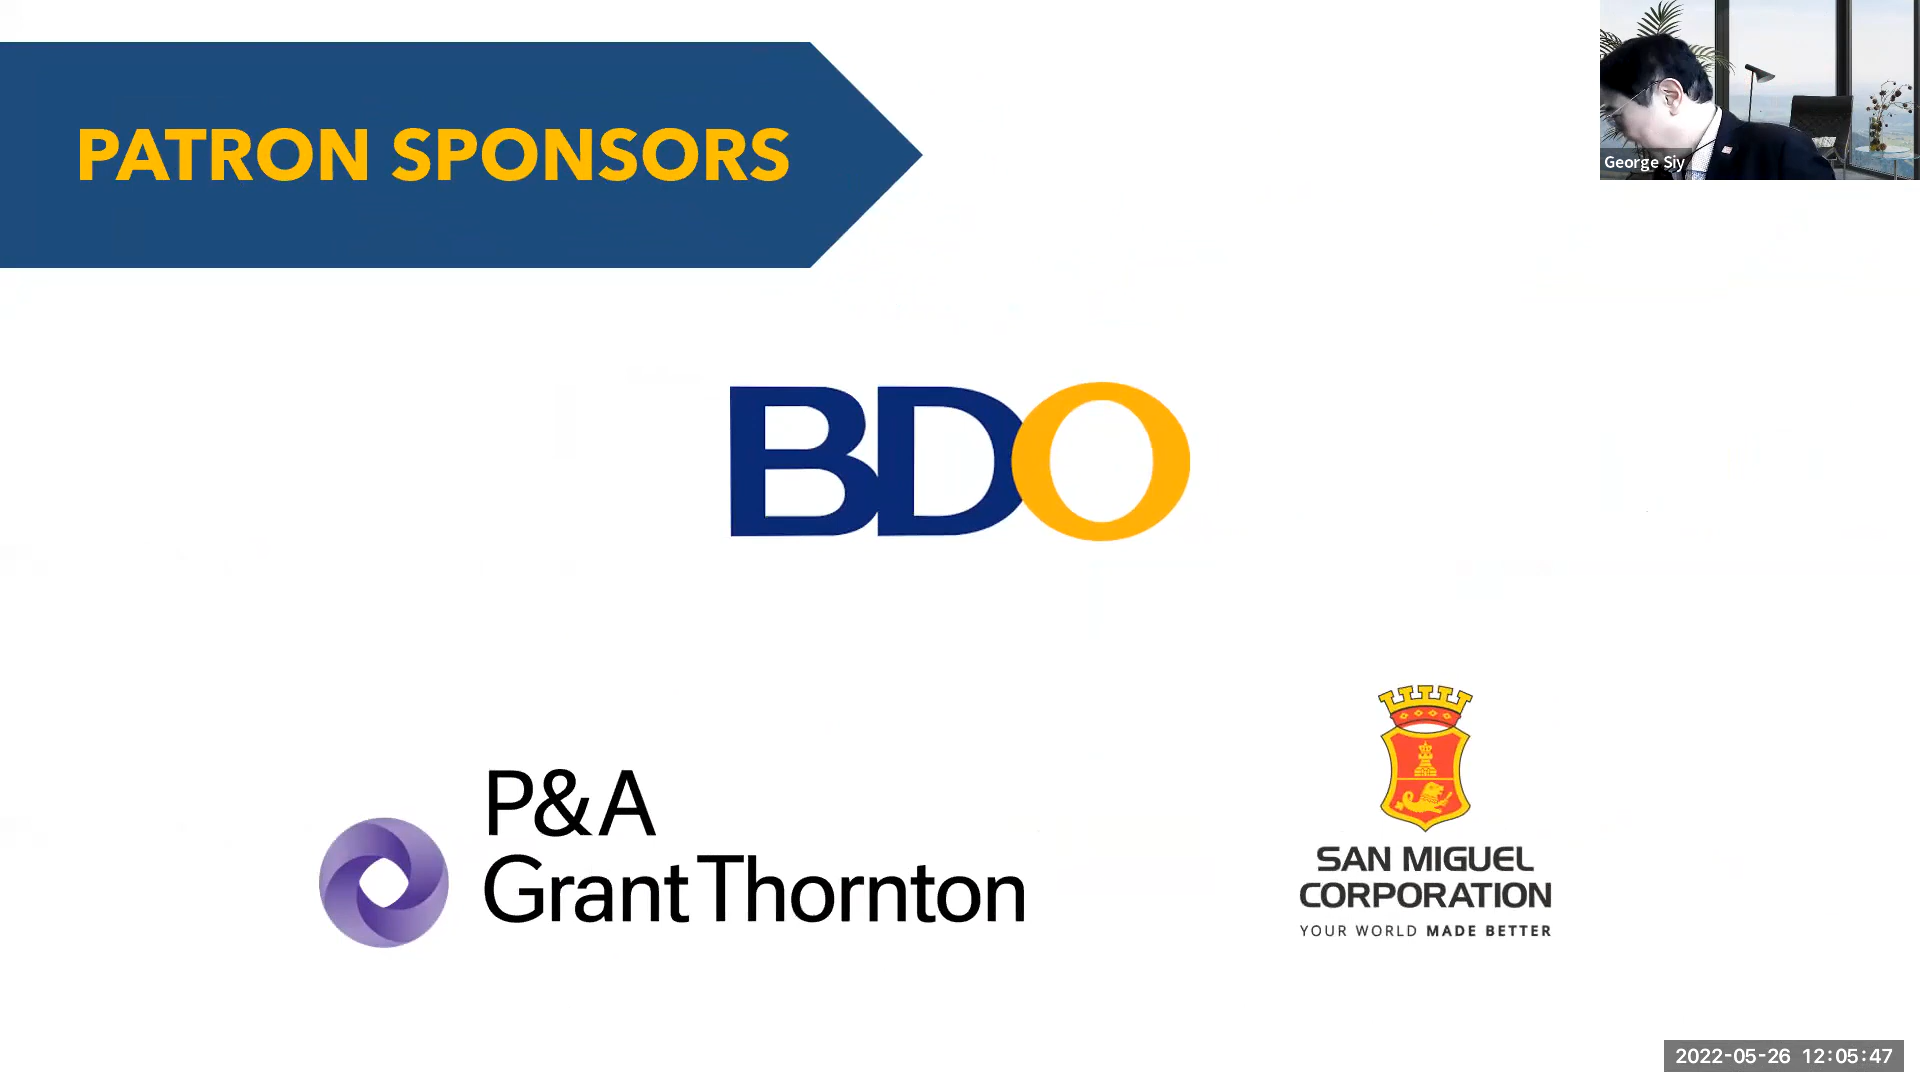 PATRON SPONSORS
George Siy
BDO
P&A
Grant Thornton
SAN MIGUEL
CORPORATION
YOUR WORLD MADE BETTER
2022-05-26 12:05:47